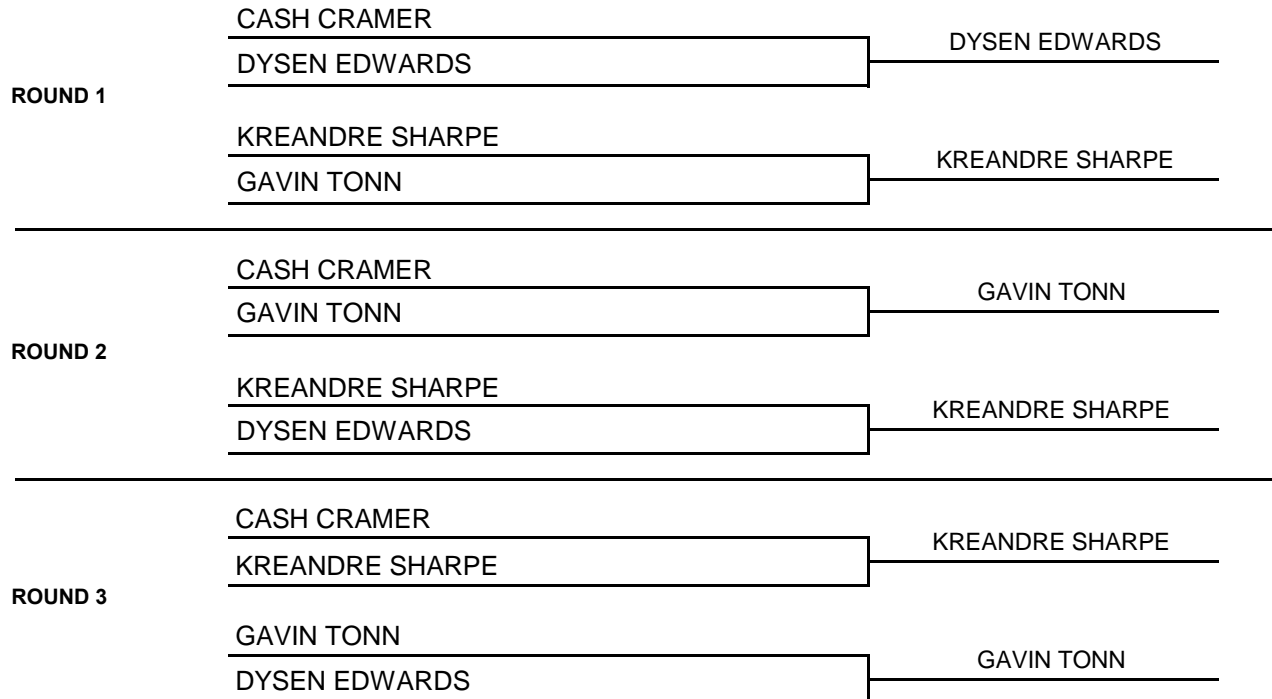 CASH CRAMER
DYSEN EDWARDS
DYSEN EDWARDS
ROUND 1
KREANDRE SHARPE
KREANDRE SHARPE
GAVIN TONN
CASH CRAMER
GAVIN TONN
GAVIN TONN
ROUND 2
KREANDRE SHARPE
KREANDRE SHARPE
DYSEN EDWARDS
CASH CRAMER
KREANDRE SHARPE
KREANDRE SHARPE
ROUND 3
GAVIN TONN
GAVIN TONN
DYSEN EDWARDS